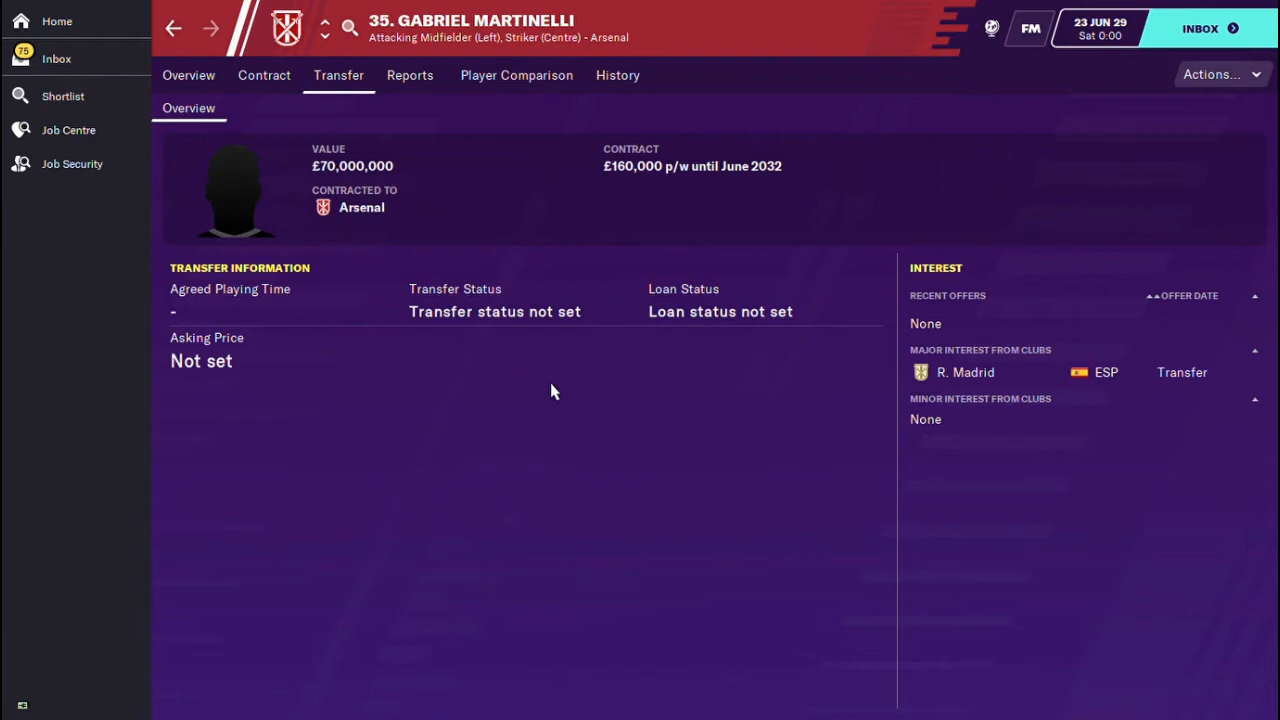 Home
75
Inbox
Shortlist
Job Centre
Job Security
35. GABRIEL MARTINELLI
Attacking Midfielder (Left), Striker (Centre) - Arsenal
FM
23 JUN 29
Sat 0:00
INBOX
Overview Contract Transfer Reports Player Comparison History
Actions...
Overview
VALUE
£70,000,000
CONTRACTED TO
Arsenal
CONTRACT
£160,000 p/w until June 2032
TRANSFER INFORMATION
Agreed Playing Time Transfer Status Loan Status
- Transfer status not set Loan status not set
Asking Price
Not set
INTEREST
RECENT OFFERS OFFER DATE
None
MAJOR INTEREST FROM CLUBS
R. Madrid ESP Transfer
MINOR INTEREST FROM CLUBS
None